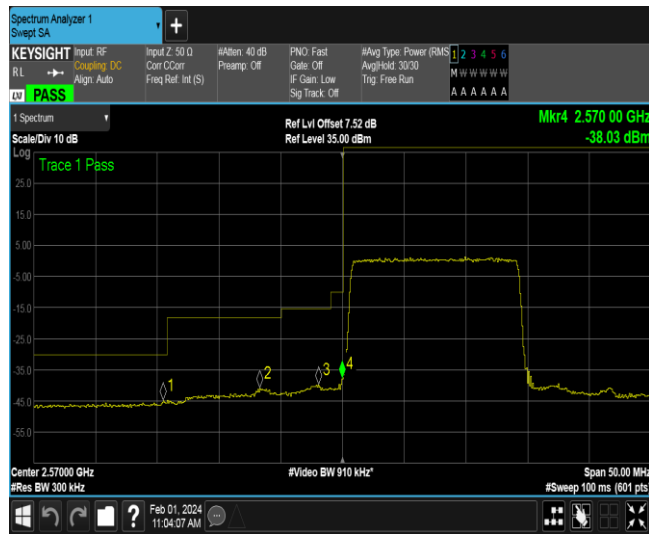 Spectrum Analyzer 1
Swept SA
+
KEYSIGHT
RL
LXI
PASS
Input: RF
Coupling: DC
Align: Auto
Input Z: 50 Ω
Corr CCorr
Freq Ref: Int (S)
#Atten: 40 dB
Preamp: Off
PNO: Fast
Gate: Off
IF Gain: Low
Sig Track: Off
#Avg Type: Power (RMS
Avg|Hold: 30/30
Trig: Free Run
1 2 3 4 5 6
M W W W W W
A A A A A A
1 Spectrum
Scale/Div 10 dB
Ref Lvl Offset 7.52 dB
Ref Level 35.00 dBm
Mkr4 2.570 00 GHz
-38.03 dBm
Log
Trace 1 Pass
25.0
15.0
5.00
-5.00
-15.0
-25.0
-35.0
-45.0
-55.0
1
2
3
4
Center 2.57000 GHz
#Res BW 300 kHz
#Video BW 910 kHz*
Span 50.00 MHz
#Sweep 100 ms (601 pts
?
Feb 01, 2024
11:04:07 AM